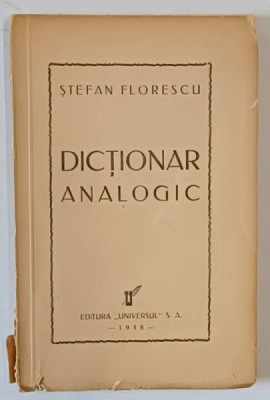 ȘTEFAN FLORESCU
DICȚIONAR
ANALOGIC
EDITURA „UNIVERSUL" S. A.
— 1938 —